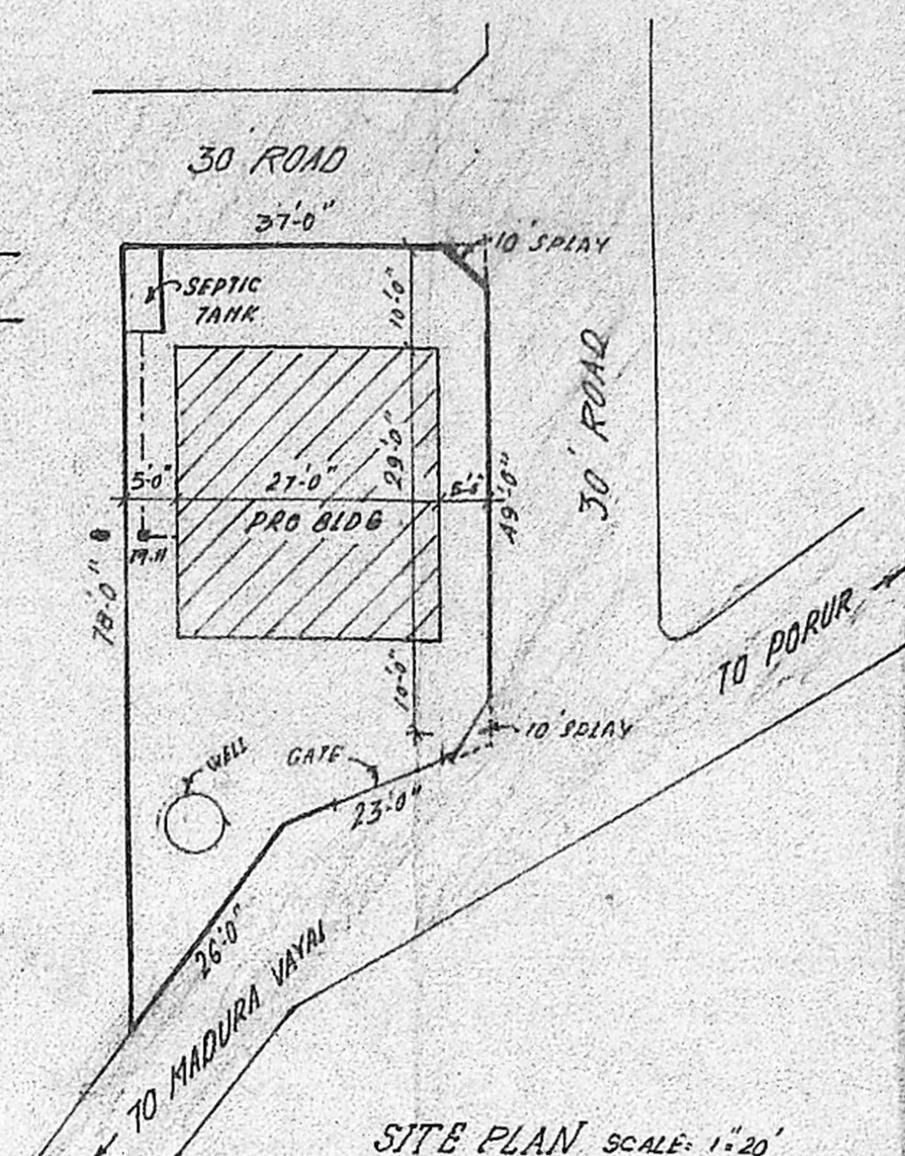 30' ROAD
37'-0"
10' SPLAY
SEPTIC
TANK
10'-0"
30' ROAD
29'-0"
5'-0"
27'-0"
5'-5"
49'-0"
PRO BLDG
78'-0"
10'-0"
TO PORUR
10' SPLAY
WELL
GATE
23'-0"
26'-0"
TO MADURA VAYAL
SITE PLAN SCALE: 1"=20'